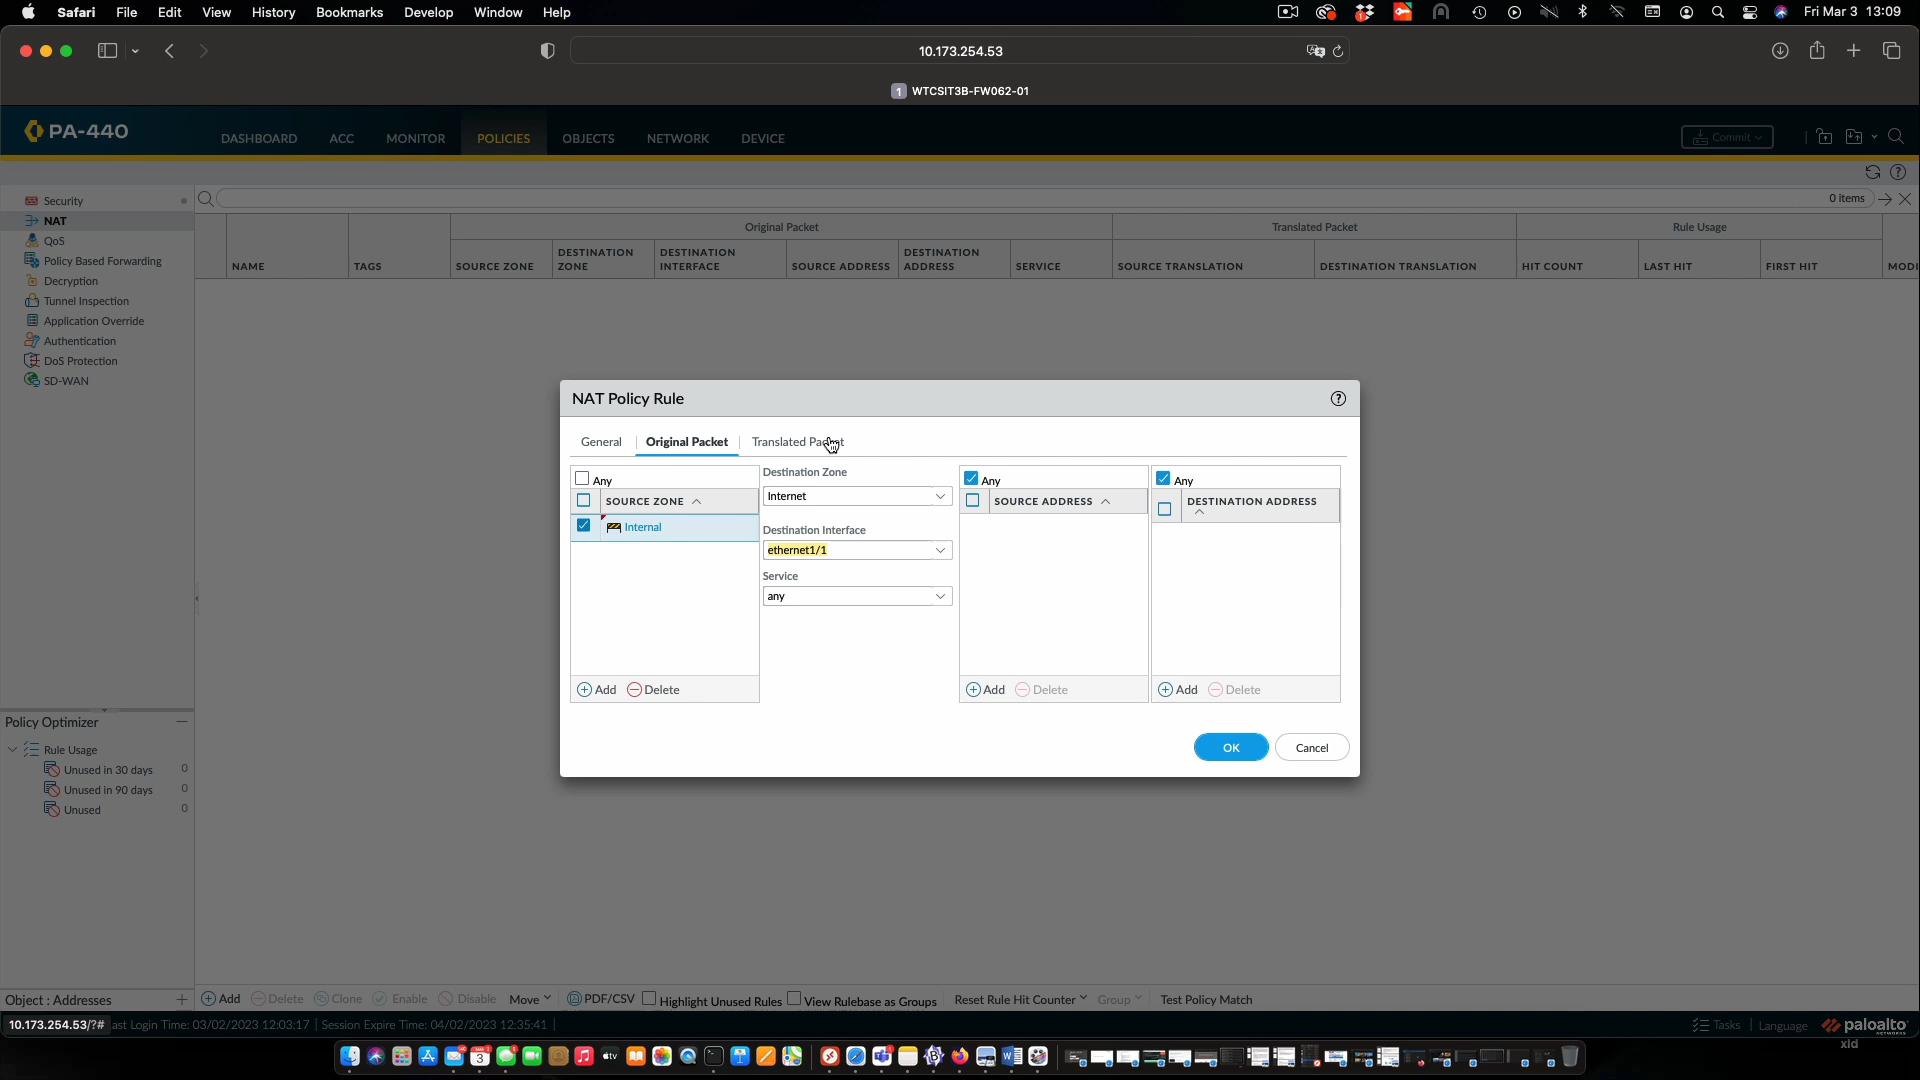 Safari File Edit View History Bookmarks Develop Window Help
Fri Mar 3 13:09
10.173.254.53
1 WTCSIT3B-FW062-01
PA-440
DASHBOARD ACC MONITOR POLICIES OBJECTS NETWORK DEVICE
Commit
Security
NAT
QoS
Policy Based Forwarding
Decryption
Tunnel Inspection
Application Override
Authentication
DoS Protection
SD-WAN
0 items
Original Packet Translated Packet Rule Usage
NAME TAGS SOURCE ZONE DESTINATION ZONE DESTINATION INTERFACE SOURCE ADDRESS DESTINATION ADDRESS SERVICE SOURCE TRANSLATION DESTINATION TRANSLATION HIT COUNT LAST HIT FIRST HIT MODI
NAT Policy Rule
General Original Packet Translated Packet
Any
SOURCE ZONE
Internal
Add Delete
Destination Zone
Internet
Destination Interface
ethernet1/1
Service
any
Any
SOURCE ADDRESS
Add Delete
Any
DESTINATION ADDRESS
Add Delete
OK Cancel
Policy Optimizer
Rule Usage
Unused in 30 days 0
Unused in 90 days 0
Unused 0
Object : Addresses
Add Delete Clone Enable Disable Move PDF/CSV Highlight Unused Rules View Rulebase as Groups Reset Rule Hit Counter Group Test Policy Match
10.173.254.53/?# ast Login Time: 03/02/2023 12:03:17 | Session Expire Time: 04/02/2023 12:35:41 |
Tasks | Language paloalto
NETWORKS
xld